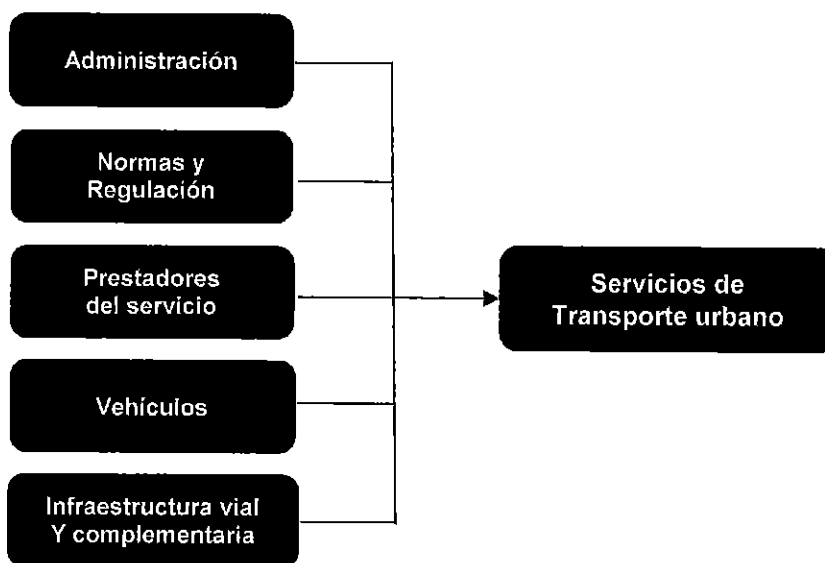 Administración
Normas y
Regulación
Prestadores
del servicio
Vehículos
Infraestructura vial
Y complementaria
Servicios de
Transporte urbano